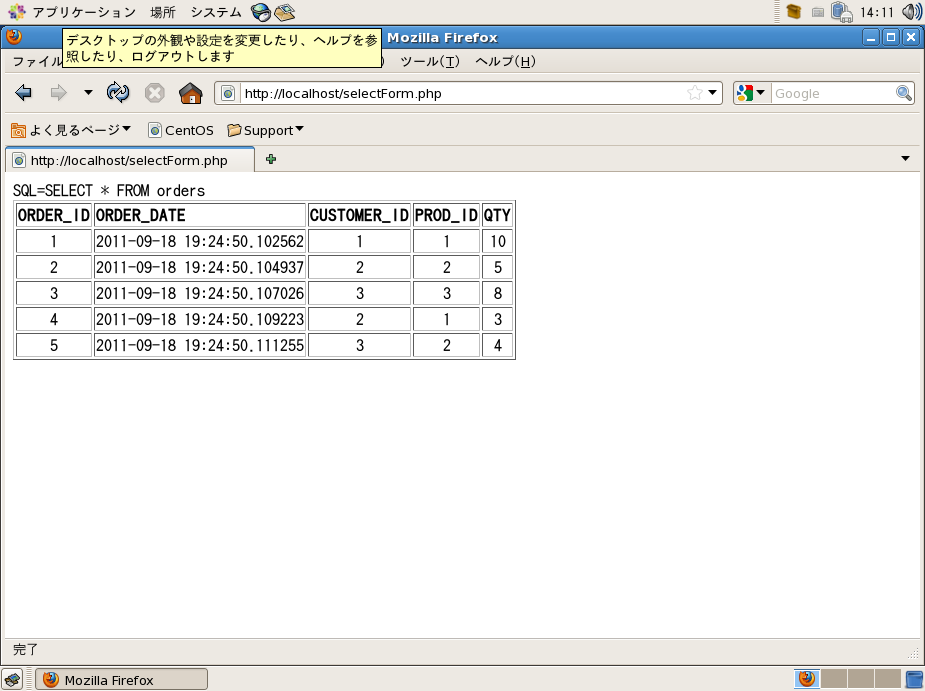 アプリケーション 場所 システム 14:11
デスクトップの外観や設定を変更したり、ヘルプを参
照したり、ログアウトします
Mozilla Firefox
ファイル ) ツール(T) ヘルプ(H)
http://localhost/selectForm.php Google
よく見るページ CentOS Support
http://localhost/selectForm.php
SQL=SELECT * FROM orders
ORDER_ID ORDER_DATE CUSTOMER_ID PROD_ID QTY
1 2011-09-18 19:24:50.102562 1 1 10
2 2011-09-18 19:24:50.104937 2 2 5
3 2011-09-18 19:24:50.107026 3 3 8
4 2011-09-18 19:24:50.109223 2 1 3
5 2011-09-18 19:24:50.111255 3 2 4
完了
Mozilla Firefox